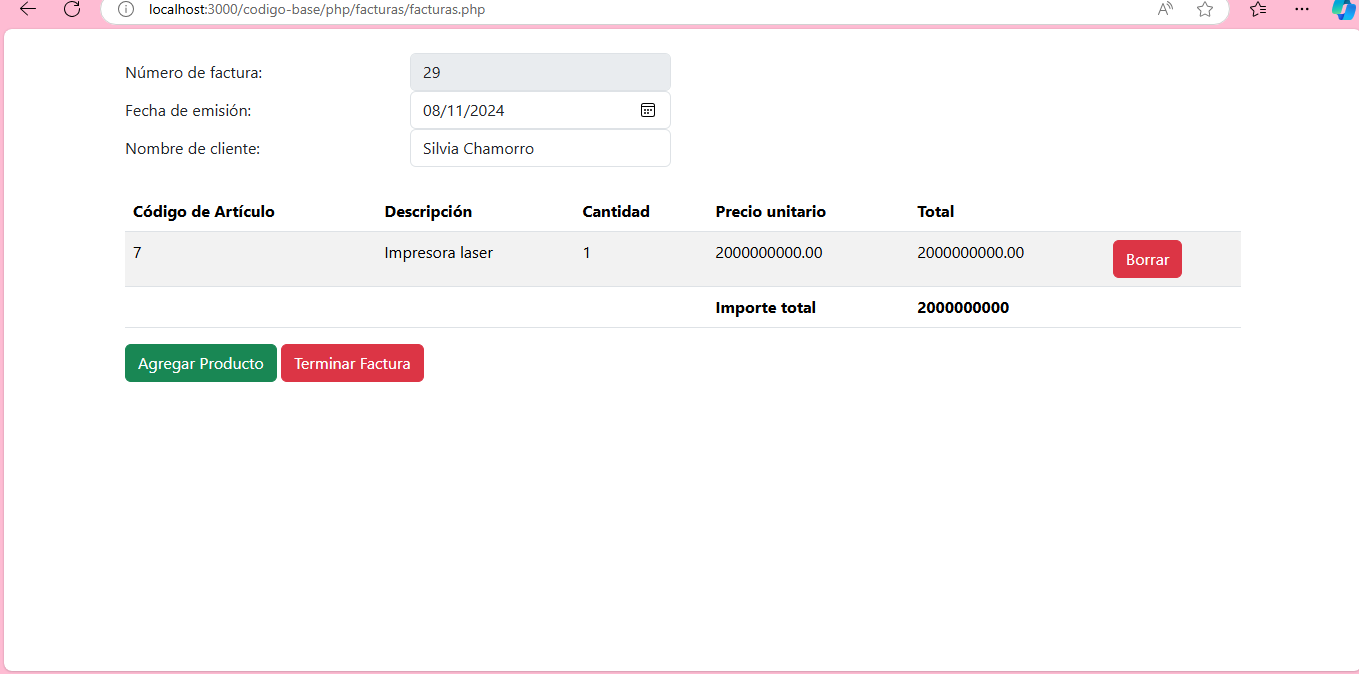 localhost:3000/codigo-base/php/facturas/facturas.php
Número de factura: 29
Fecha de emisión: 08/11/2024
Nombre de cliente: Silvia Chamorro
Código de Artículo Descripción Cantidad Precio unitario Total
7 Impresora laser 1 2000000000.00 2000000000.00 Borrar
Importe total 2000000000
Agregar Producto Terminar Factura